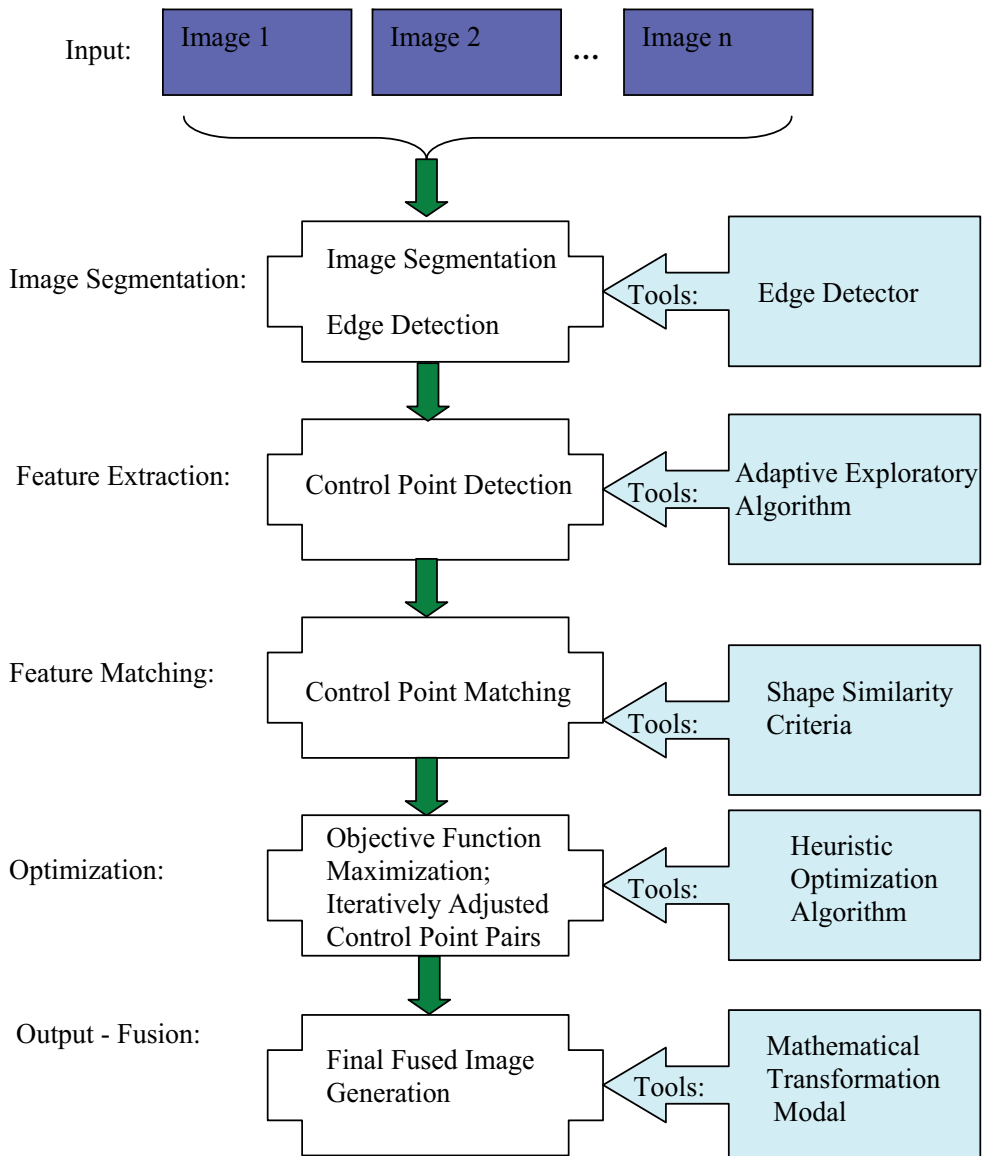 Input:
Image 1
Image 2
...
Image n
Image Segmentation:
Image Segmentation
Edge Detection
Tools:
Edge Detector
Feature Extraction:
Control Point Detection
Tools:
Adaptive Exploratory
Algorithm
Feature Matching:
Control Point Matching
Tools:
Shape Similarity
Criteria
Optimization:
Objective Function
Maximization;
Iteratively Adjusted
Control Point Pairs
Tools:
Heuristic
Optimization
Algorithm
Output - Fusion:
Final Fused Image
Generation
Tools:
Mathematical
Transformation
Modal